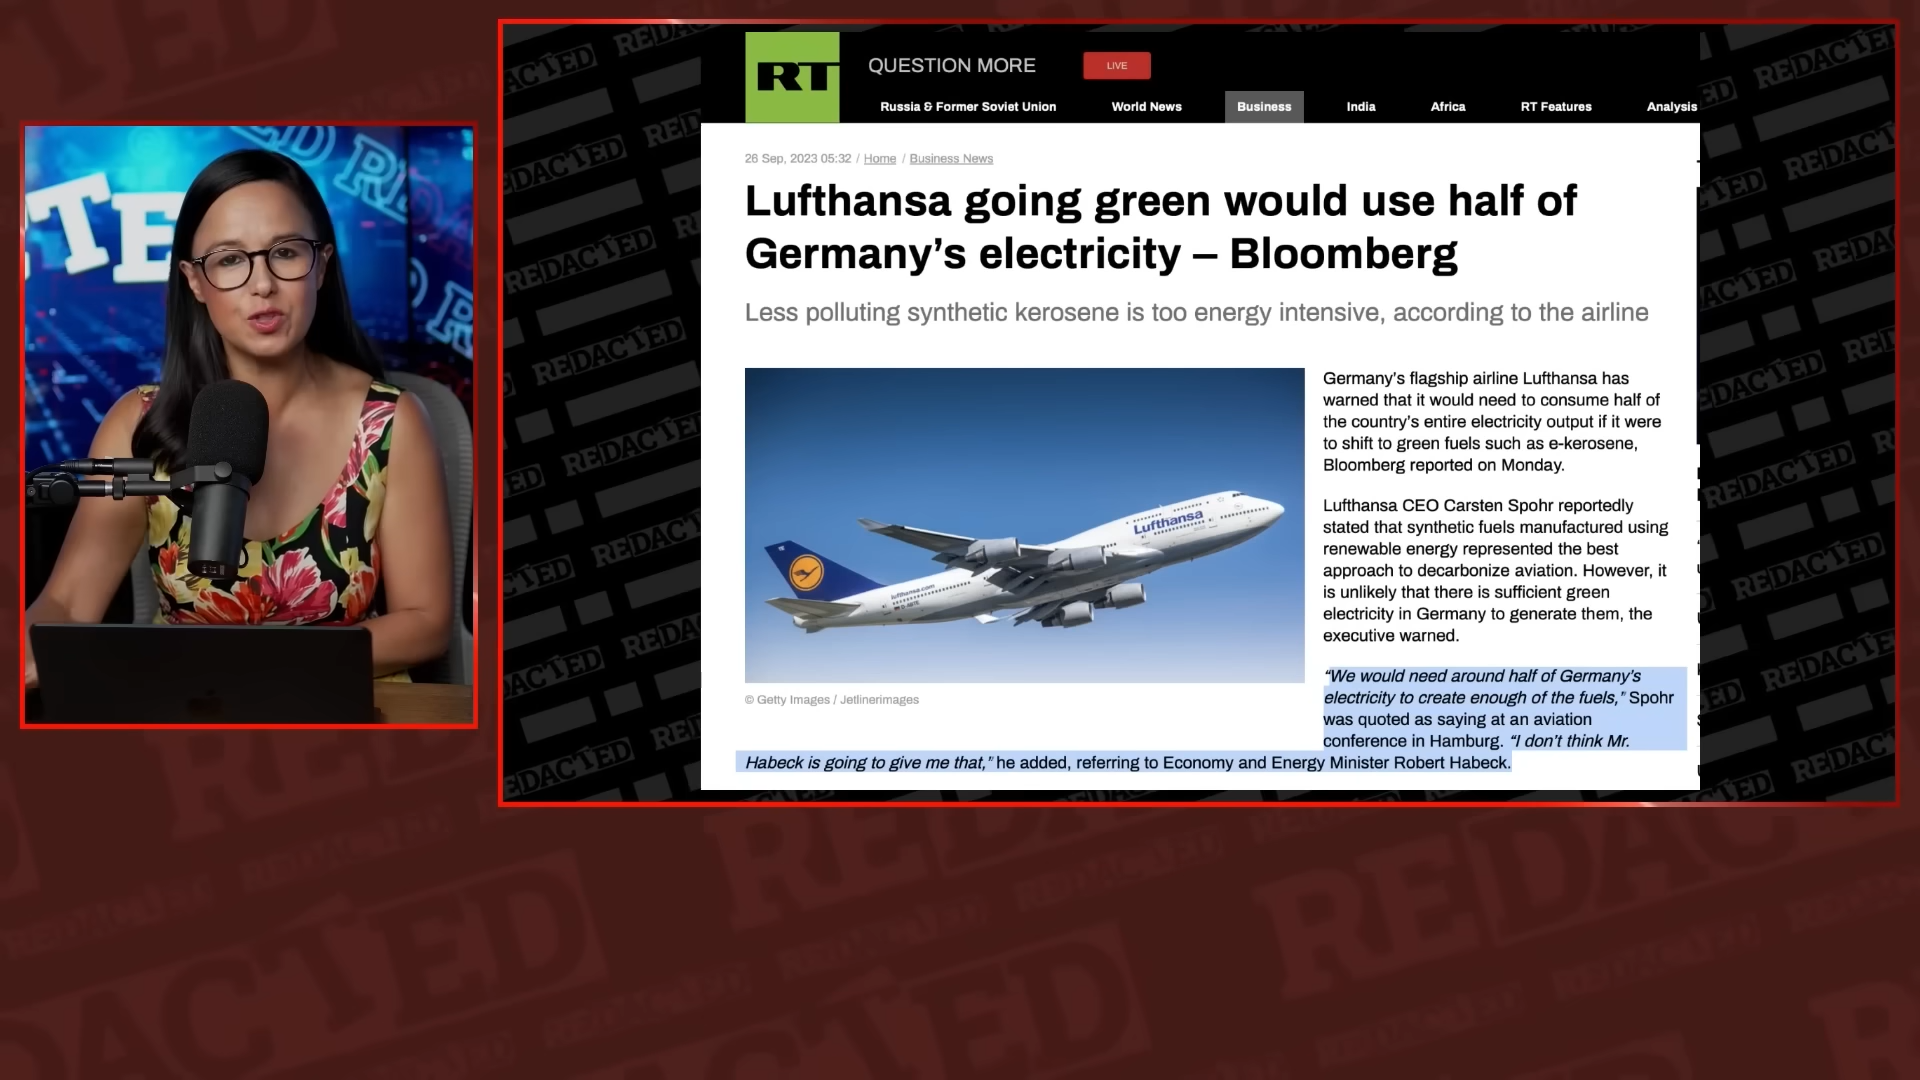 RT
QUESTION MORE
LIVE
Russia & Former Soviet Union
World News
Business
India
Africa
RT Features
Analysis
26 Sep, 2023 05:32 / Home / Business News
Lufthansa going green would use half of
Germany’s electricity – Bloomberg
Less polluting synthetic kerosene is too energy intensive, according to the airline
Lufthansa
lufthansa.com
© Getty Images / Jetlinerimages
Germany’s flagship airline Lufthansa has
warned that it would need to consume half of
the country’s entire electricity output if it were
to shift to green fuels such as e-kerosene,
Bloomberg reported on Monday.
Lufthansa CEO Carsten Spohr reportedly
stated that synthetic fuels manufactured using
renewable energy represented the best
approach to decarbonize aviation. However, it
is unlikely that there is sufficient green
electricity in Germany to generate them, the
executive warned.
“We would need around half of Germany’s
electricity to create enough of the fuels,” Spohr
was quoted as saying at an aviation
conference in Hamburg. “I don’t think Mr.
Habeck is going to give me that,” he added, referring to Economy and Energy Minister Robert Habeck.
REDACTED